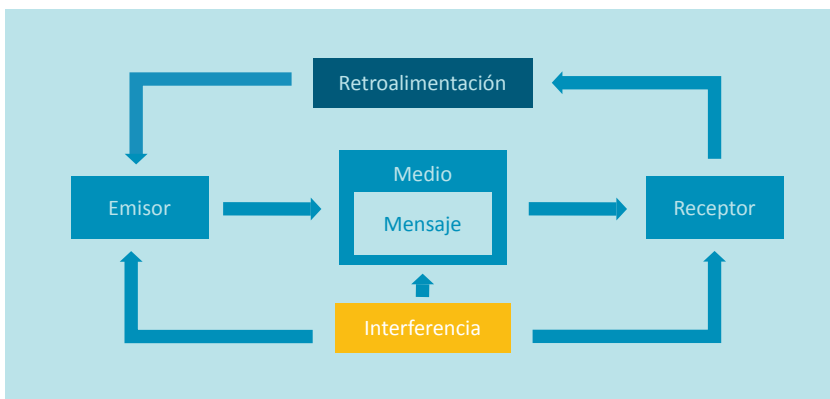 Retroalimentación
Medio
Emisor
Mensaje
Receptor
Interferencia